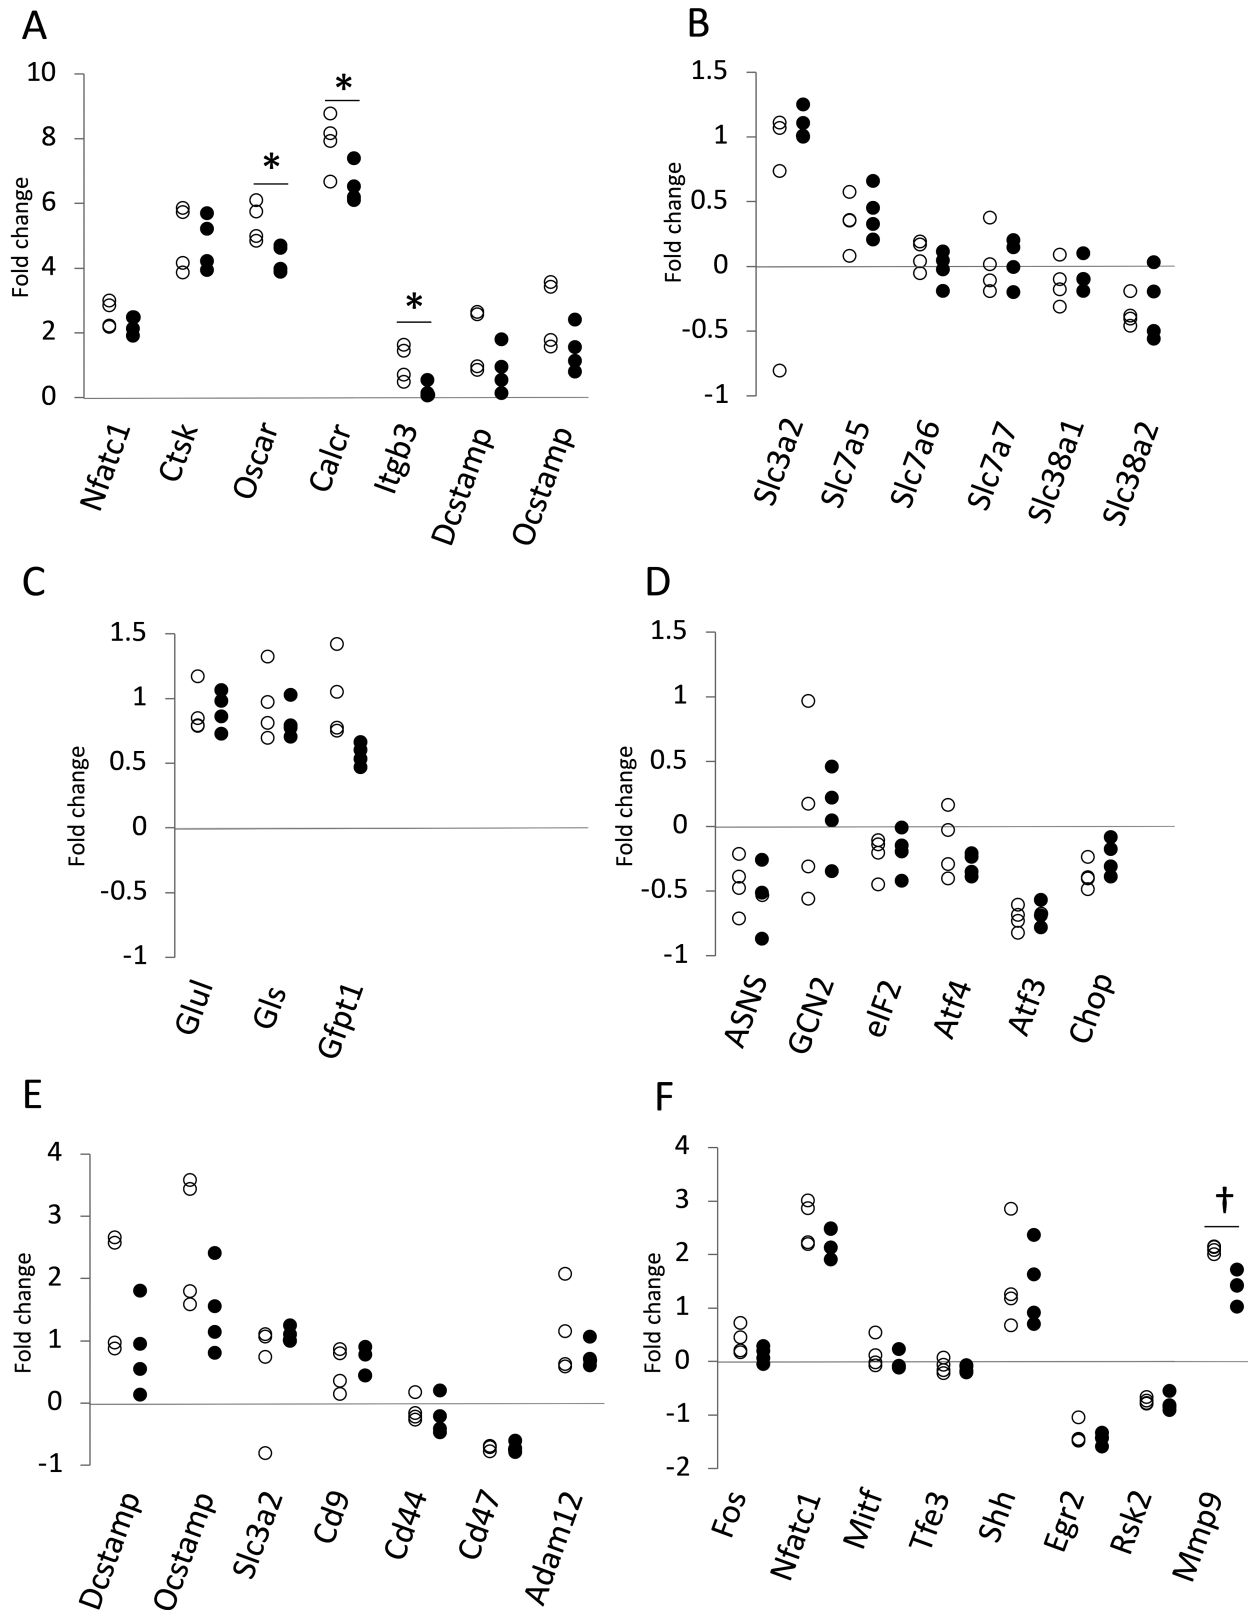 A
10
8
6
4
2
0
Fold change
*
*
*
Nfatc1
Ctsk
Oscar
Calcr
Itgb3
Dcstamp
Ocstamp
B
1.5
1
0.5
0
-0.5
-1
Fold change
Slc3a2
Slc7a5
Slc7a6
Slc7a7
Slc38a1
Slc38a2
C
1.5
1
0.5
0
-0.5
-1
Fold change
Glul
Gls
Gfpt1
D
1.5
1
0.5
0
-0.5
-1
Fold change
ASNS
GCN2
eIF2
Atf4
Atf3
Chop
E
4
3
2
1
0
-1
Fold change
Dcstamp
Ocstamp
Slc3a2
Cd9
Cd44
Cd47
Adam12
F
4
3
2
1
0
-1
-2
Fold change
†
Fos
Nfatc1
Mitf
Tfe3
Shh
Egr2
Rsk2
Mmp9